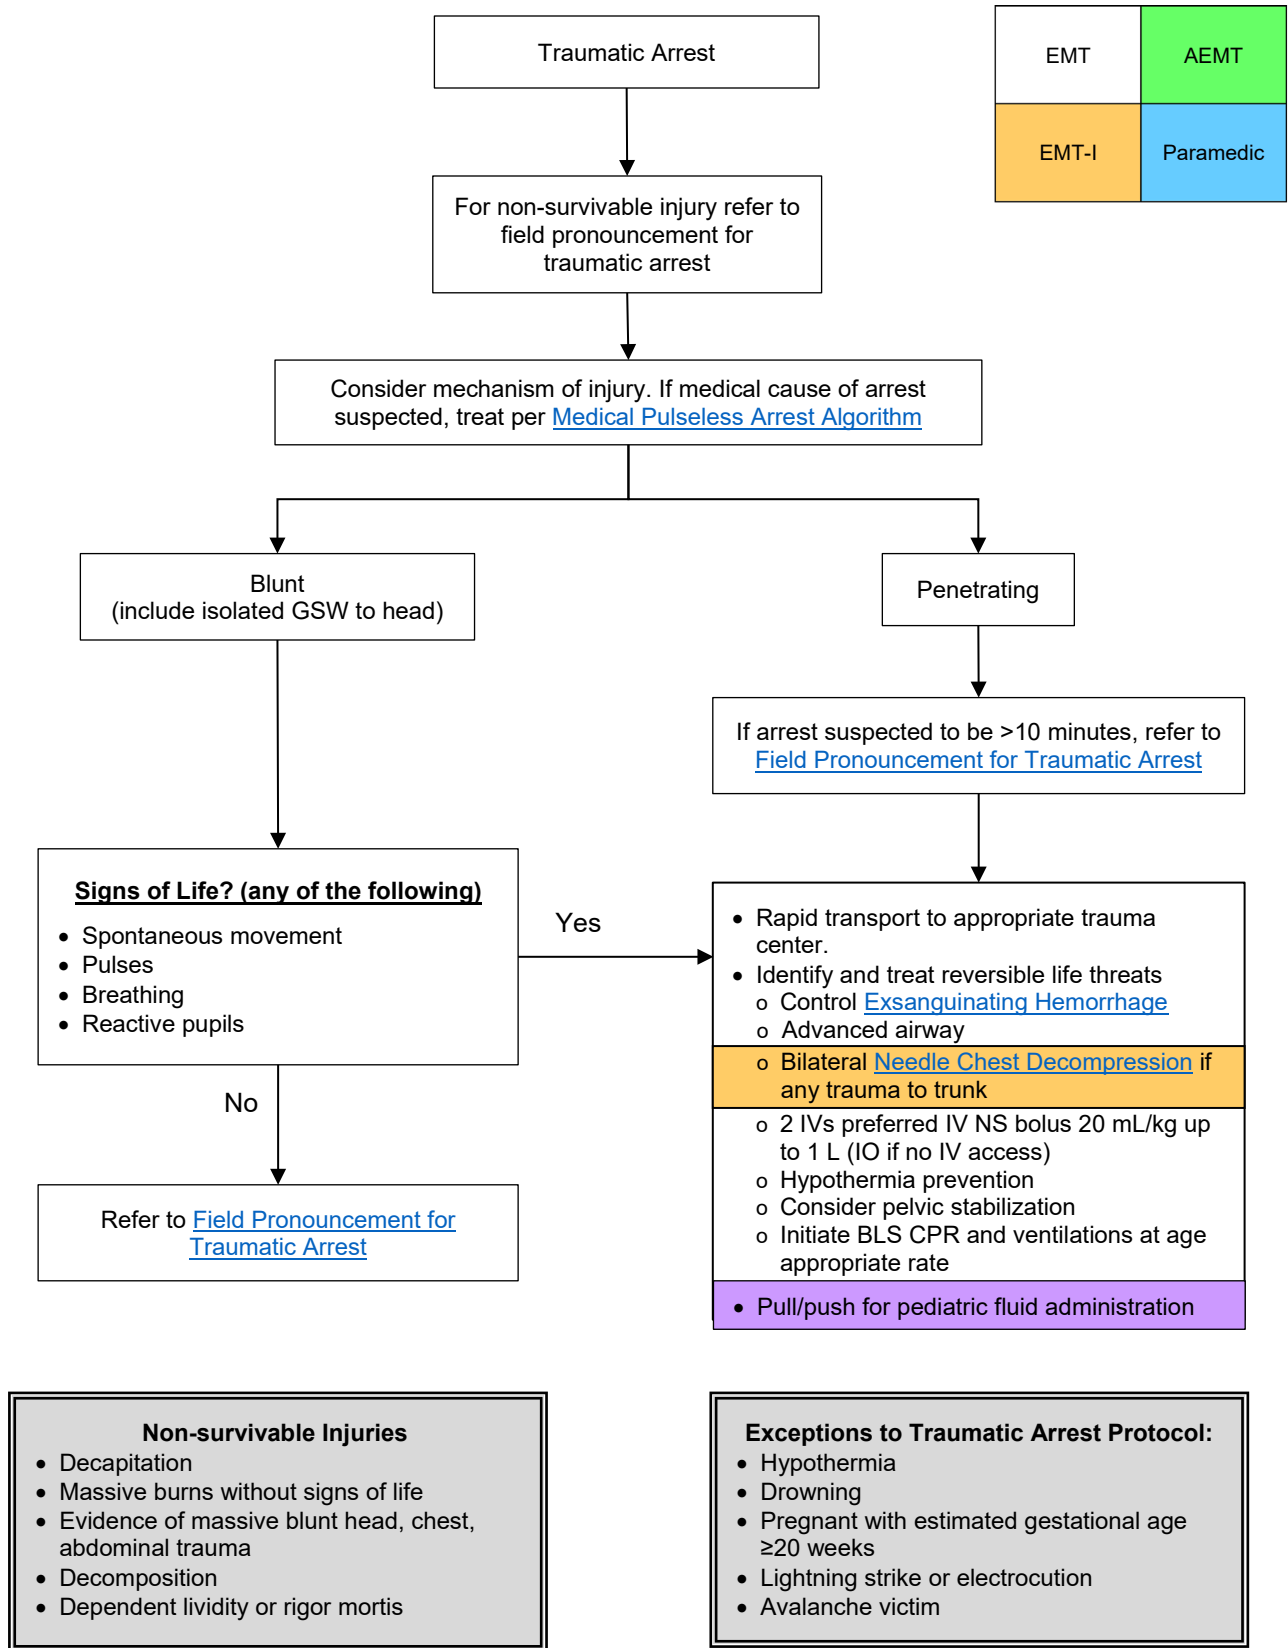 Traumatic Arrest
EMT
AEMT
EMT-I
Paramedic
For non-survivable injury refer to
field pronouncement for
traumatic arrest
Consider mechanism of injury. If medical cause of arrest
suspected, treat per Medical Pulseless Arrest Algorithm
Blunt
(include isolated GSW to head)
Penetrating
If arrest suspected to be >10 minutes, refer to
Field Pronouncement for Traumatic Arrest
Signs of Life? (any of the following)
• Spontaneous movement
• Pulses
• Breathing
• Reactive pupils
Yes
No
Refer to Field Pronouncement for
Traumatic Arrest
• Rapid transport to appropriate trauma
center.
• Identify and treat reversible life threats
o Control Exsanguinating Hemorrhage
o Advanced airway
o Bilateral Needle Chest Decompression if
any trauma to trunk
o 2 IVs preferred IV NS bolus 20 mL/kg up
to 1 L (IO if no IV access)
o Hypothermia prevention
o Consider pelvic stabilization
o Initiate BLS CPR and ventilations at age
appropriate rate
• Pull/push for pediatric fluid administration
Non-survivable Injuries
• Decapitation
• Massive burns without signs of life
• Evidence of massive blunt head, chest,
abdominal trauma
• Decomposition
• Dependent lividity or rigor mortis
Exceptions to Traumatic Arrest Protocol:
• Hypothermia
• Drowning
• Pregnant with estimated gestational age
≥20 weeks
• Lightning strike or electrocution
• Avalanche victim